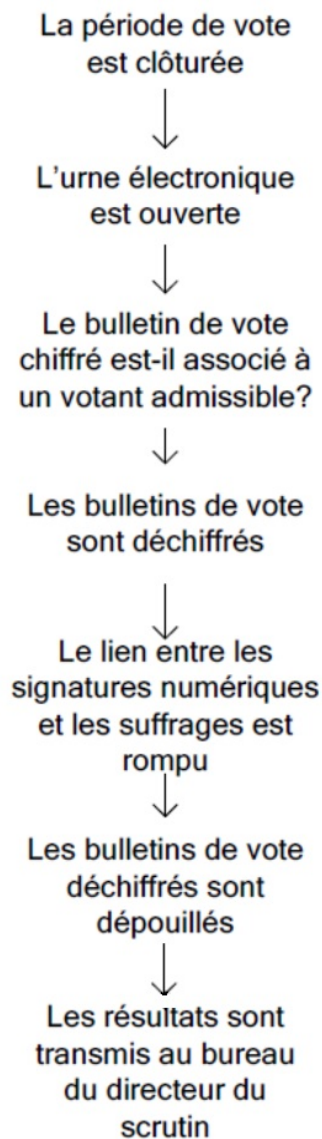 La période de vote
est clôturée
L'urne électronique
est ouverte
Le bulletin de vote
chiffré est-il associé à
un votant admissible?
Les bulletins de vote
sont déchiffrés
Le lien entre les
signatures numériques
et les suffrages est
rompu
Les bulletins de vote
déchiffrés sont
dépouillés
Les résultats sont
transmis au bureau
du directeur du
scrutin